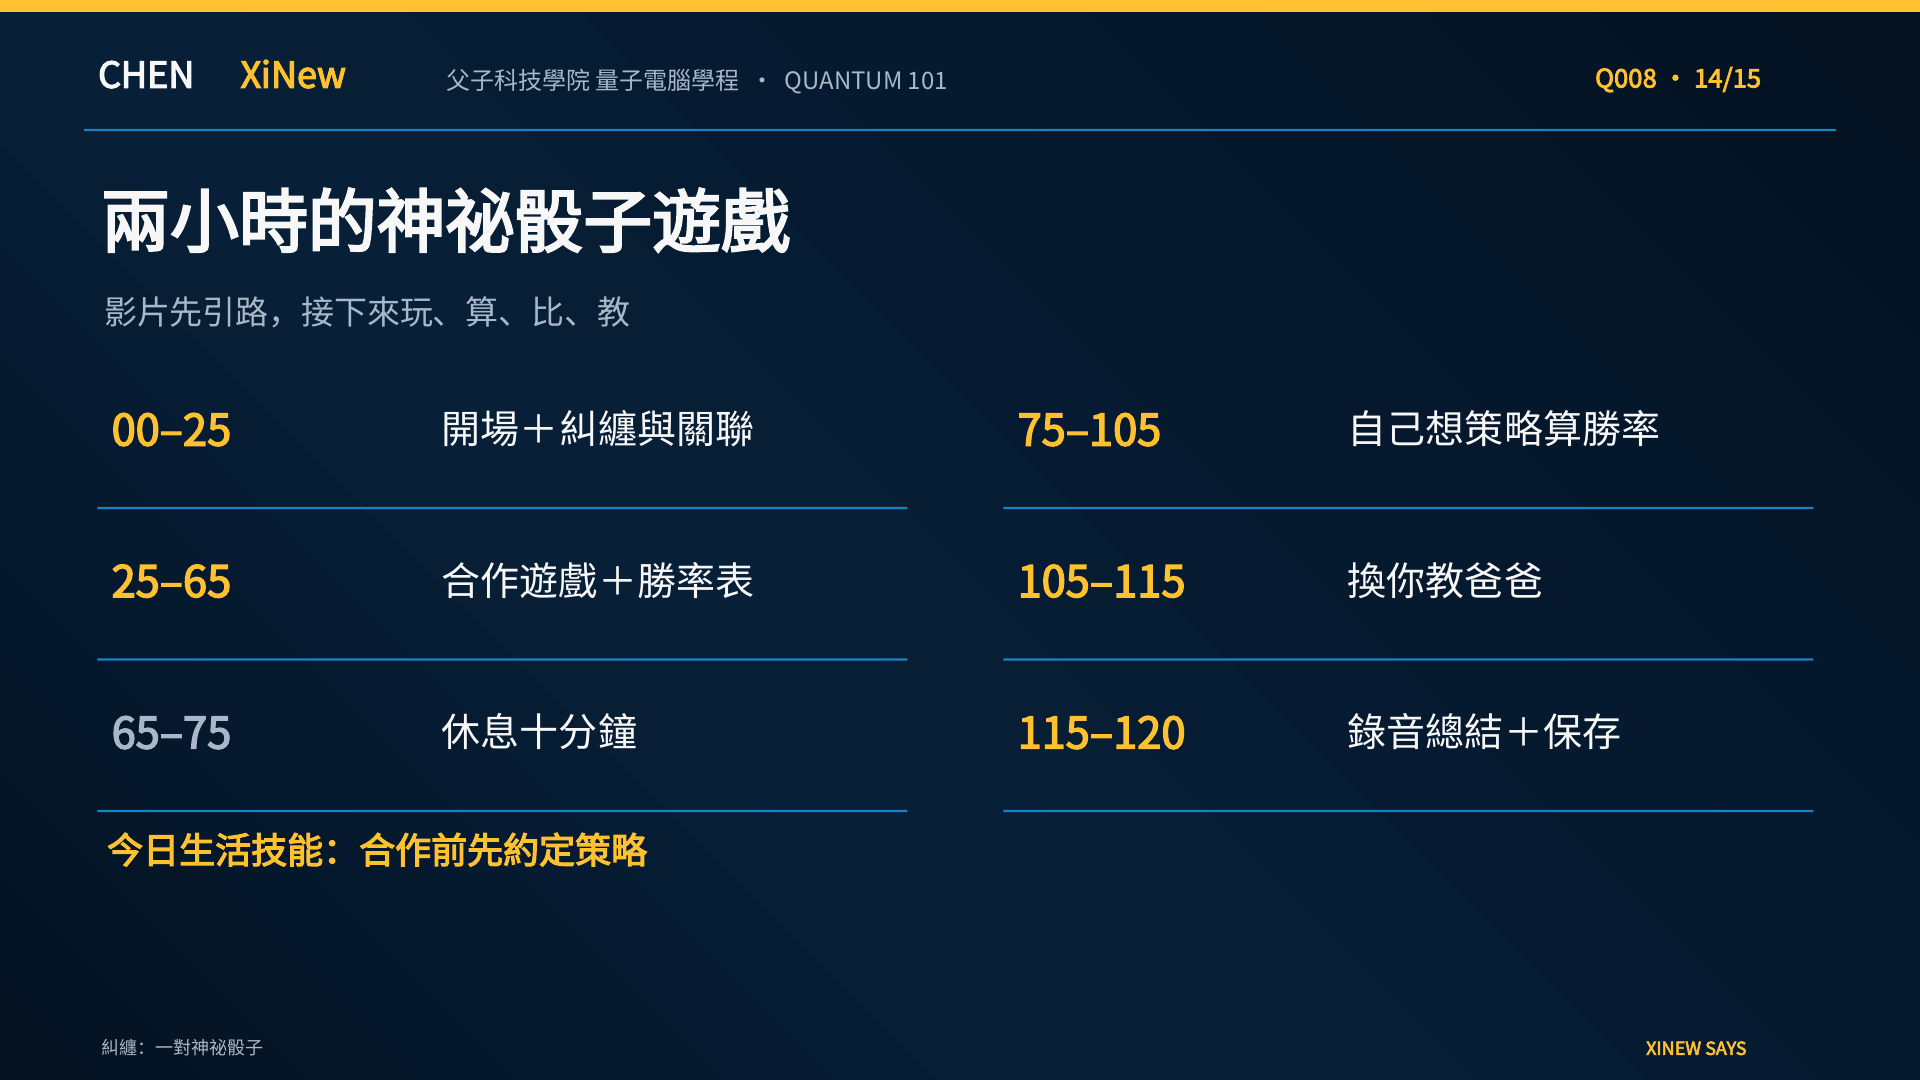 CHEN XiNew 父子科技學院 量子電腦學程 • QUANTUM 101
Q008 • 14/15
兩小時的神祕骰子遊戲
影片先引路，接下來玩、算、比、教
00–25 開場＋糾纏與關聯
25–65 合作遊戲＋勝率表
65–75 休息十分鐘
75–105 自己想策略算勝率
105–115 換你教爸爸
115–120 錄音總結＋保存
今日生活技能：合作前先約定策略
糾纏：一對神祕骰子
XINEW SAYS